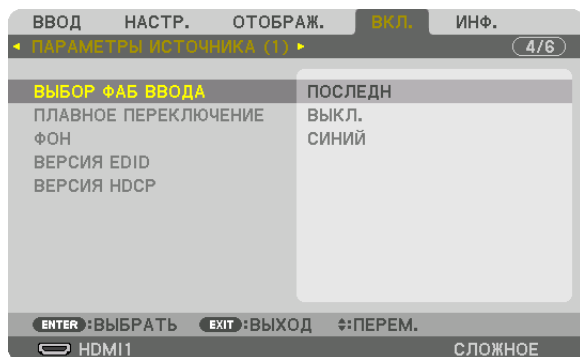 ВВОД НАСТР. ОТОБРАЖ. ВКЛ. ИНФ.
ПАРАМЕТРЫ ИСТОЧНИКА (1) 4/6
ВЫБОР ФАБ ВВОДА ПОСЛЕДН
ПЛАВНОЕ ПЕРЕКЛЮЧЕНИЕ ВЫКЛ.
ФОН СИНИЙ
ВЕРСИЯ EDID
ВЕРСИЯ HDCP
ENTER :ВЫБРАТЬ EXIT :ВЫХОД :ПЕРЕМ.
HDMI1 СЛОЖНОЕ